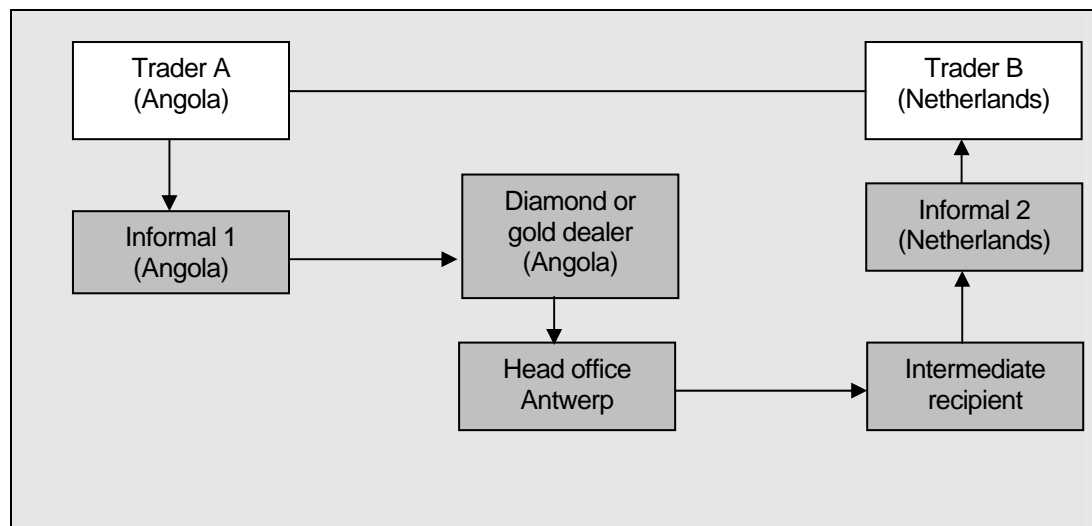 Trader A
(Angola)
Trader B
(Netherlands)
Informal 1
(Angola)
Diamond or
gold dealer
(Angola)
Informal 2
(Netherlands)
Head office
Antwerp
Intermediate
recipient